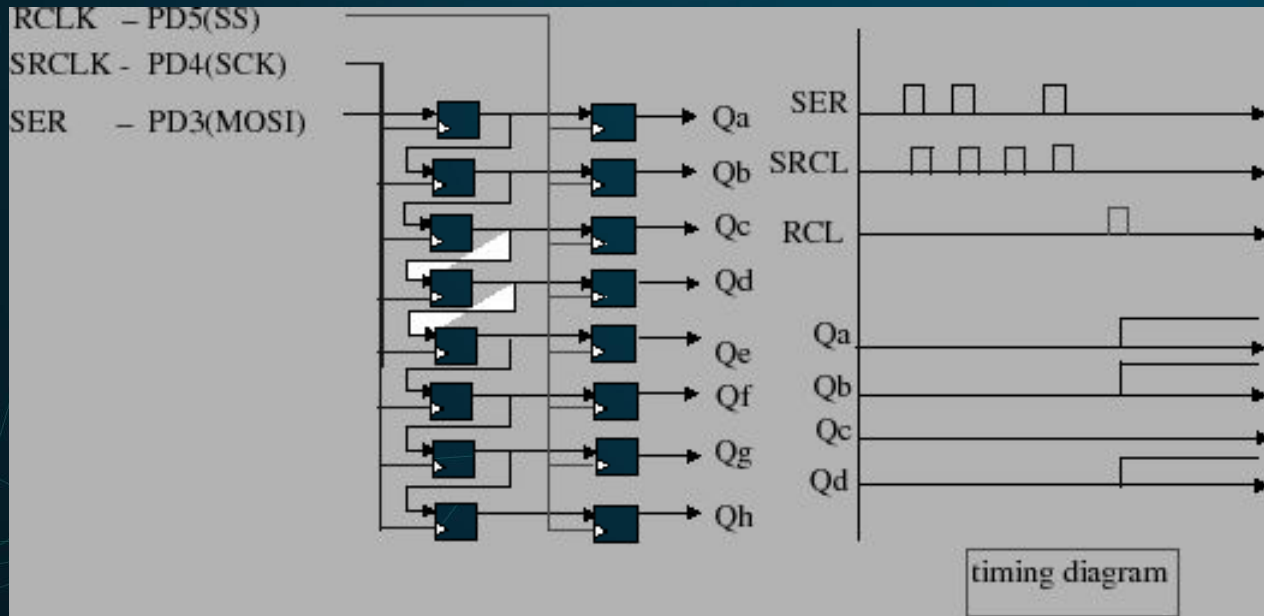 RCLK – PD5(SS)
SRCLK - PD4(SCK)
SER – PD3(MOSI)
Qa
Qb
Qc
Qd
Qe
Qf
Qg
Qh
SER
SRCL
RCL
Qa
Qb
Qc
Qd
timing diagram